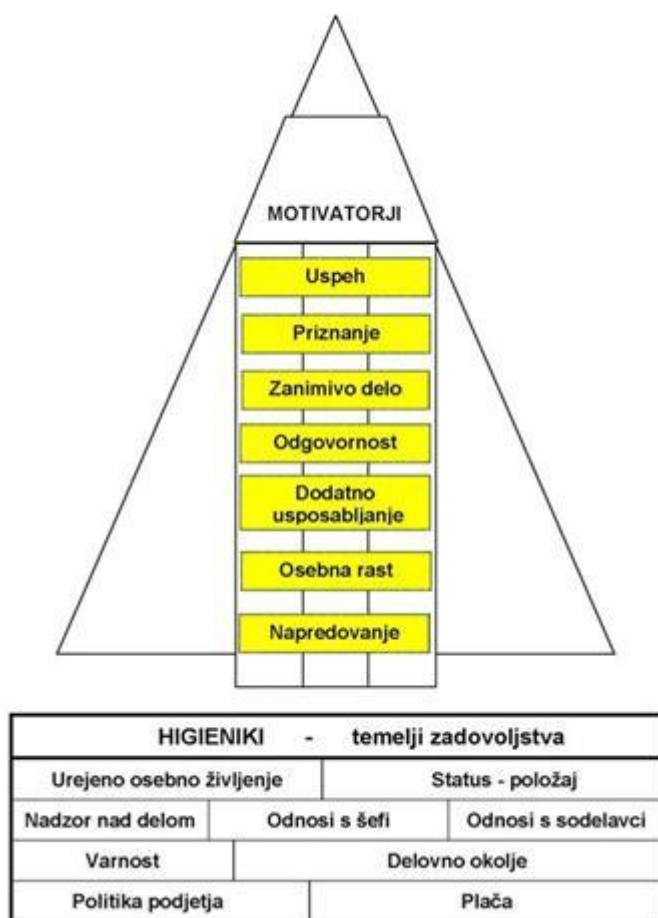 MOTIVATORJI
Uspeh
Priznanje
Zanimivo delo
Odgovornost
Dodatno
usposabljanje
Osebna rast
Napredovanje
HIGIENIKI - temelji zadovoljstva
Urejeno osebno življenje Status - položaj
Nadzor nad delom Odnosi s šefi Odnosi s sodelavci
Varnost Delovno okolje
Politika podjetja Plača